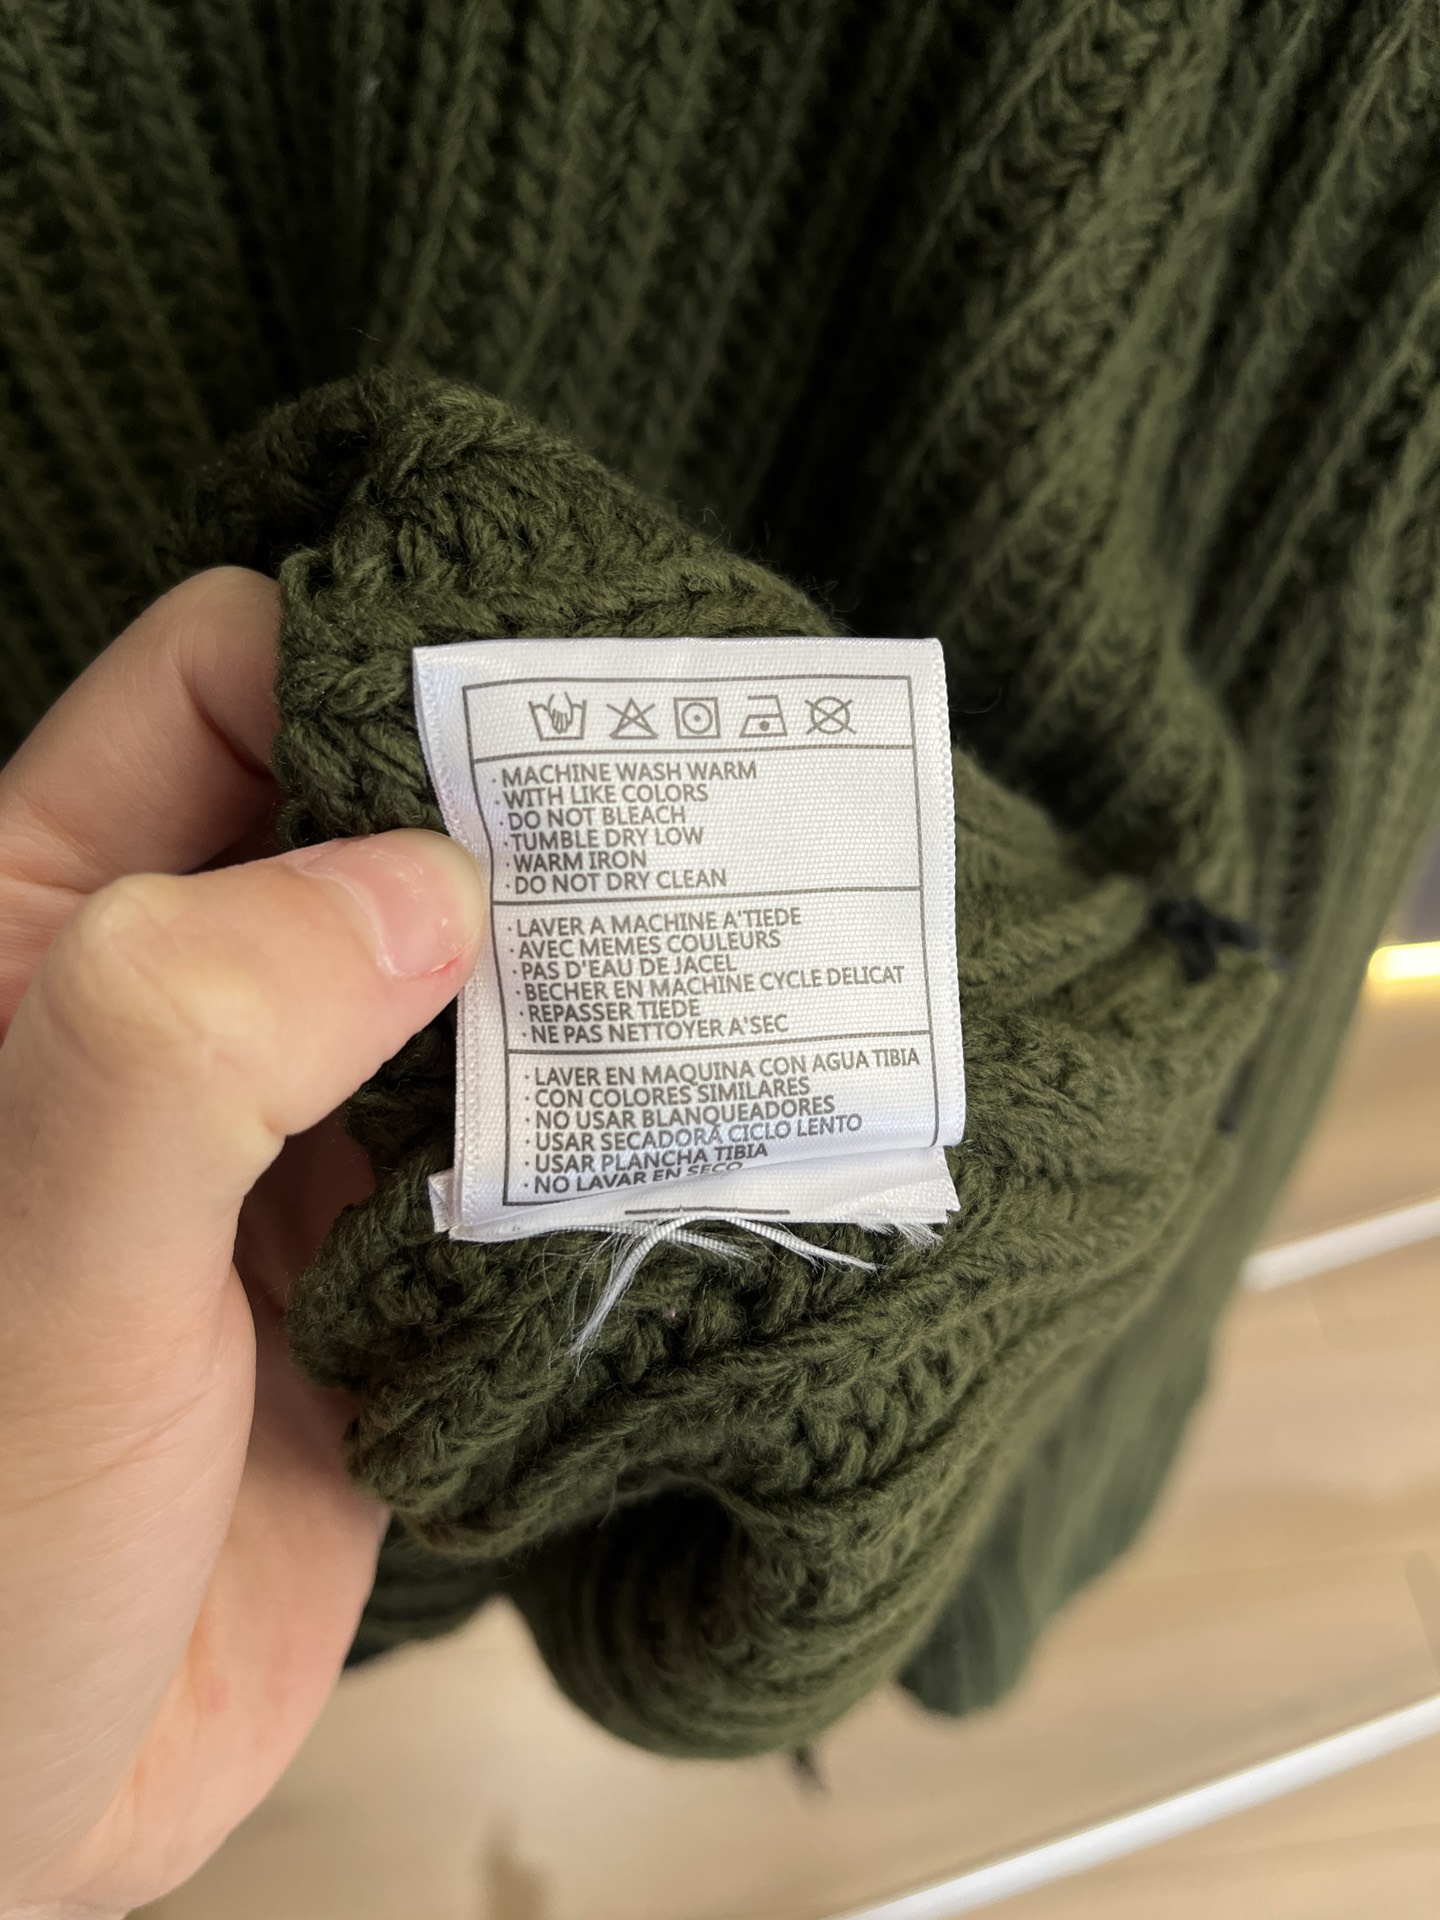 · MACHINE WASH WARM
· WITH LIKE COLORS
· DO NOT BLEACH
· TUMBLE DRY LOW
· WARM IRON
· DO NOT DRY CLEAN
· LAVER A MACHINE A'TIEDE
· AVEC MEMES COULEURS
· PAS D'EAU DE JACEL
· BECHER EN MACHINE CYCLE DELICAT
· REPASSER TIEDE
· NE PAS NETTOYER A'SEC
· LAVER EN MAQUINA CON AGUA TIBIA
· CON COLORES SIMILARES
· NO USAR BLANQUEADORES
· USAR SECADORA CICLO LENTO
· USAR PLANCHA TIBIA
· NO LAVAR EN SECO